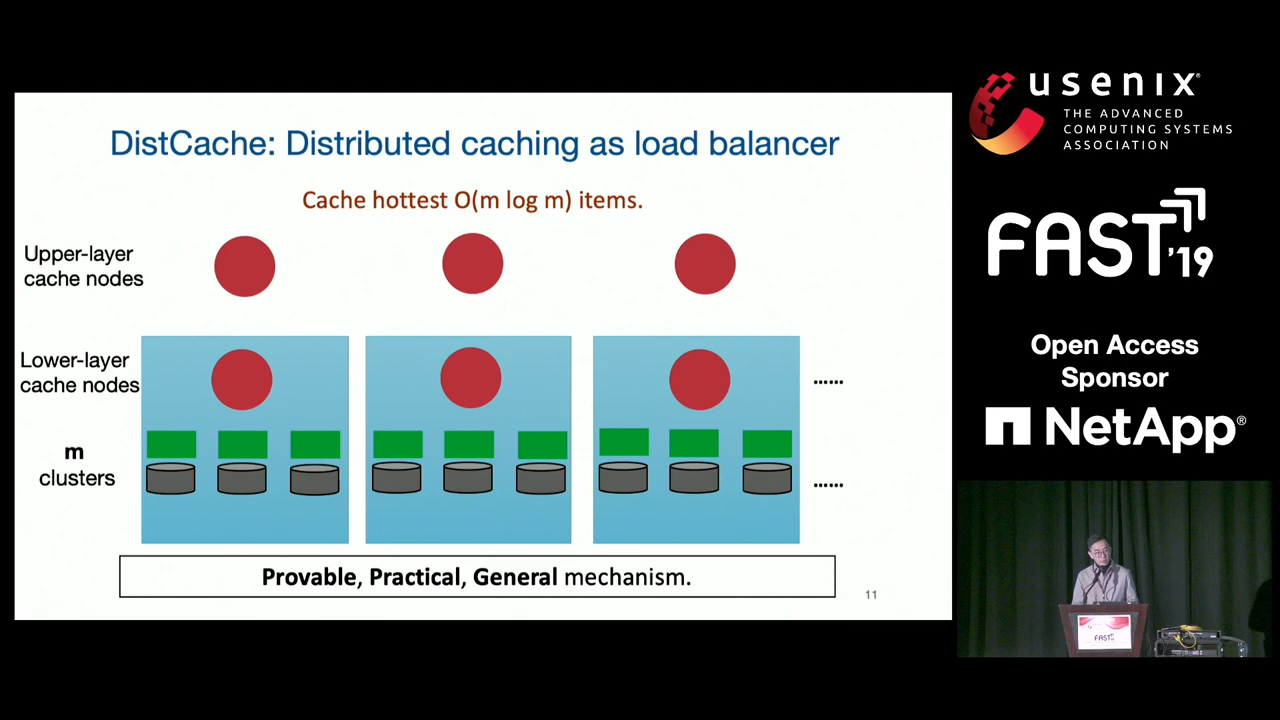 DistCache: Distributed caching as load balancer
Cache hottest O(m log m) items.
Upper-layer
cache nodes
Lower-layer
cache nodes
......
m
clusters
......
Provable, Practical, General mechanism.
11
usenix®
THE ADVANCED
COMPUTING SYSTEMS
ASSOCIATION
FAST '19
Open Access
Sponsor
NetApp®
FAST